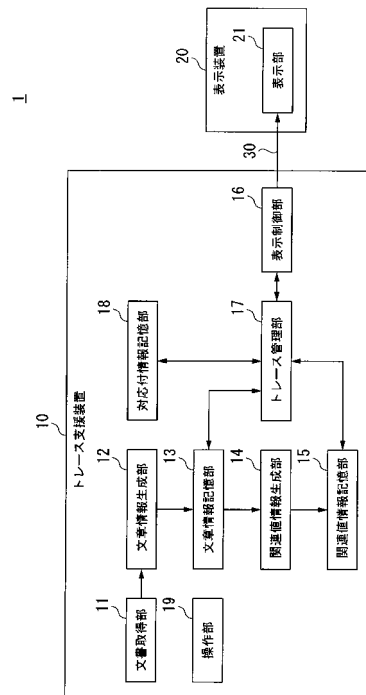 1
10
トレース支援装置
11
文書取得部
12
文章情報生成部
18
対応付情報記憶部
19
操作部
13
文章情報記憶部
17
トレース管理部
16
表示制御部
30
20
表示装置
21
表示部
14
関連値情報生成部
15
関連値情報記憶部